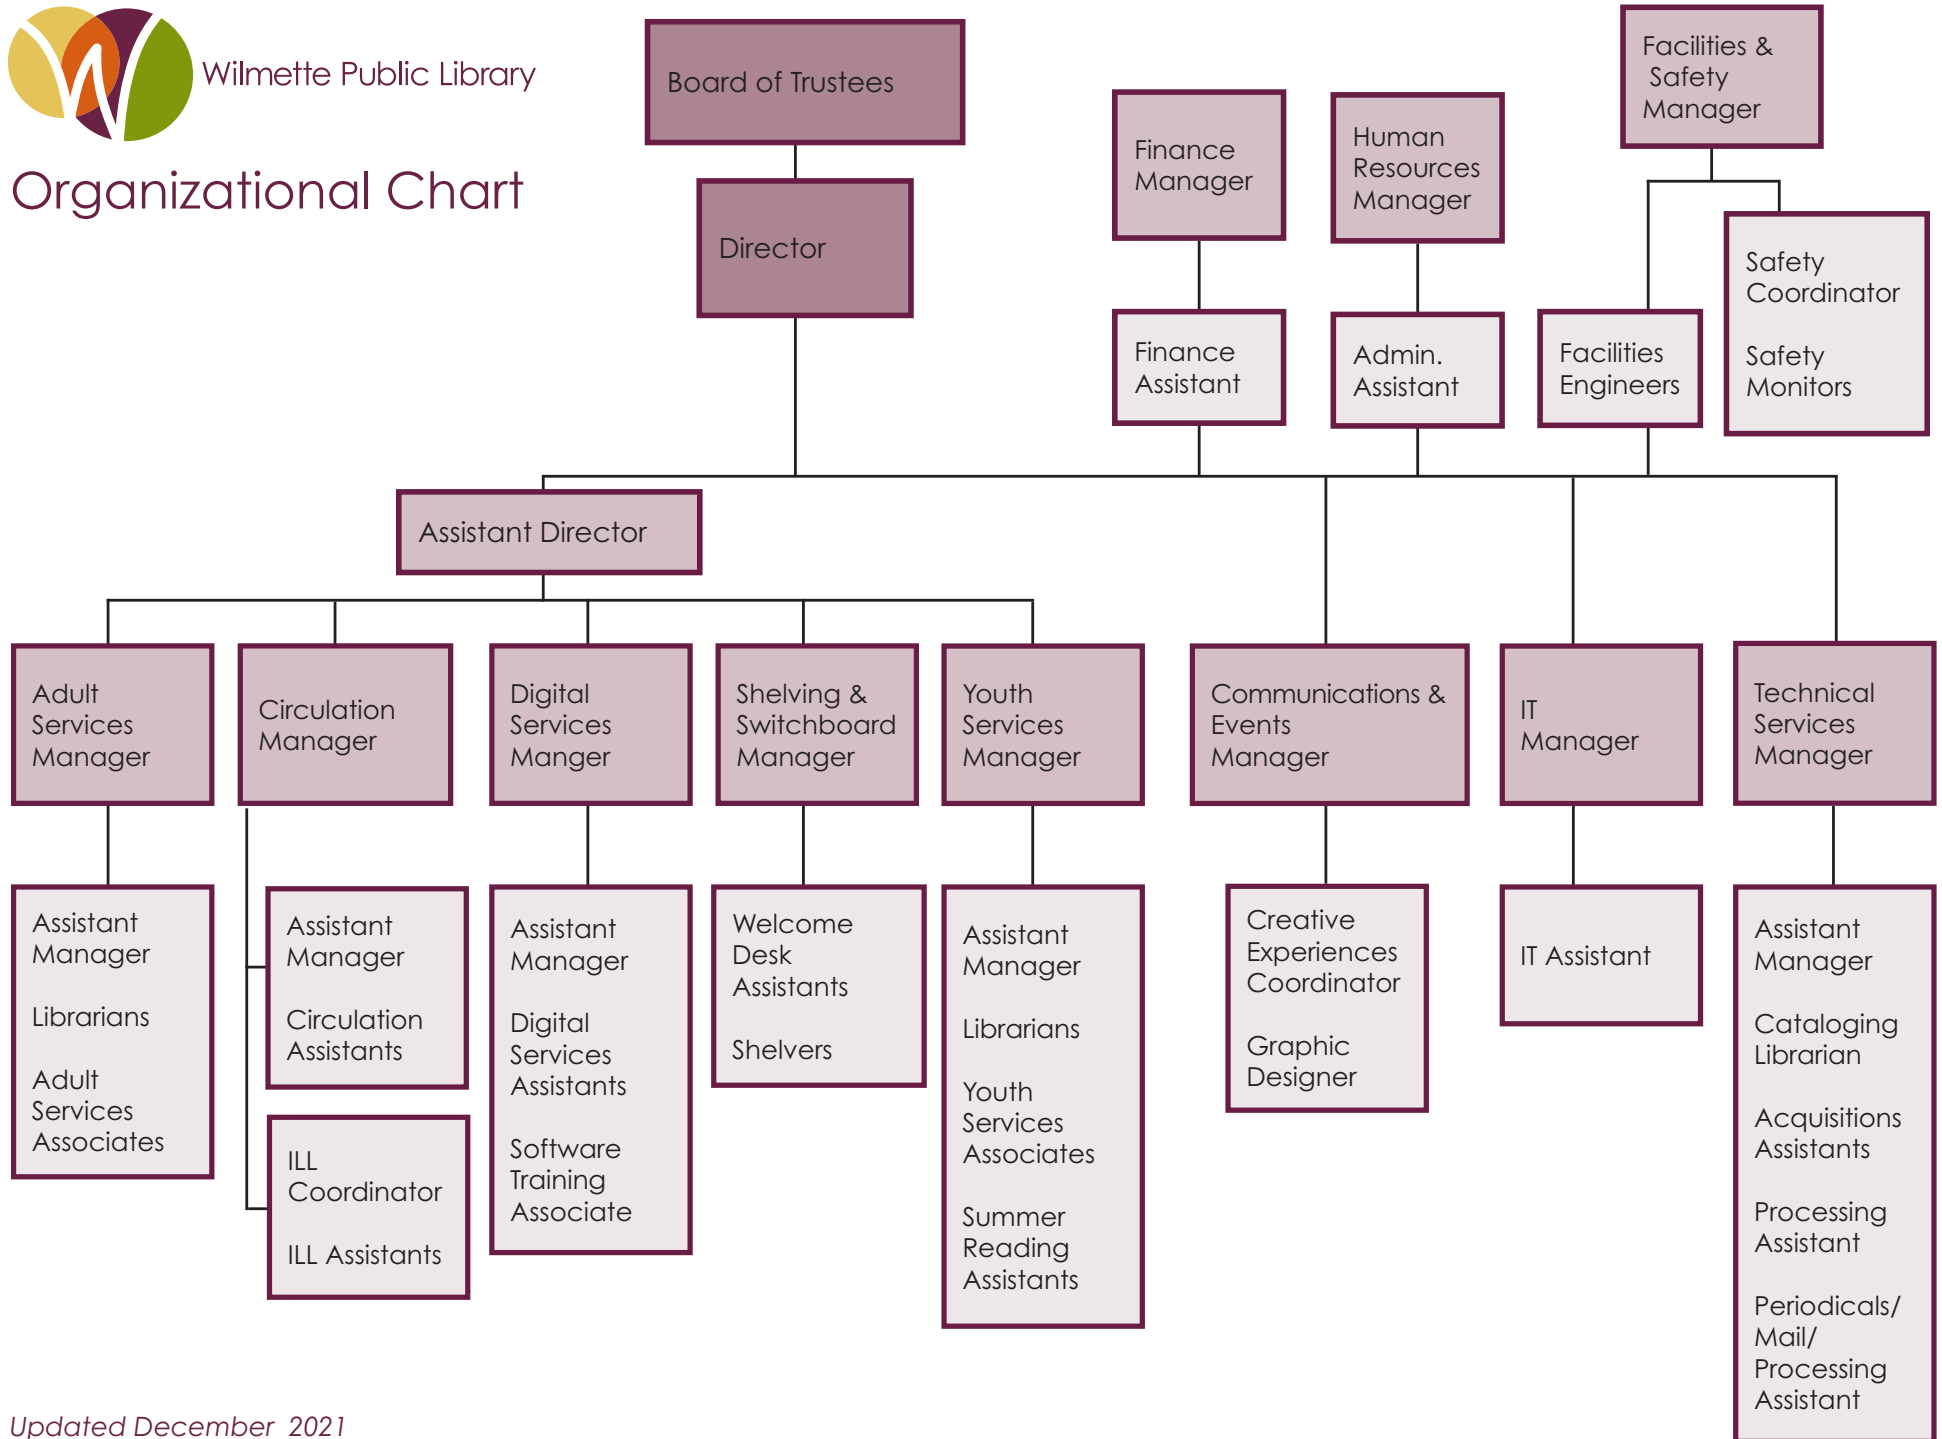 Wilmette Public Library
Organizational Chart
Board of Trustees
Director
Finance
Manager
Finance
Assistant
Human
Resources
Manager
Admin.
Assistant
Facilities &
Safety
Manager
Facilities
Engineers
Safety
Coordinator
Safety
Monitors
Assistant Director
Adult
Services
Manager
Assistant
Manager
Librarians
Adult
Services
Associates
Circulation
Manager
Assistant
Manager
Circulation
Assistants
ILL
Coordinator
ILL Assistants
Digital
Services
Manger
Assistant
Manager
Digital
Services
Assistants
Software
Training
Associate
Shelving &
Switchboard
Manager
Welcome
Desk
Assistants
Shelvers
Youth
Services
Manager
Assistant
Manager
Librarians
Youth
Services
Associates
Summer
Reading
Assistants
Communications &
Events
Manager
Creative
Experiences
Coordinator
Graphic
Designer
IT
Manager
IT Assistant
Technical
Services
Manager
Assistant
Manager
Cataloging
Librarian
Acquisitions
Assistants
Processing
Assistant
Periodicals/
Mail/
Processing
Assistant
Updated December 2021